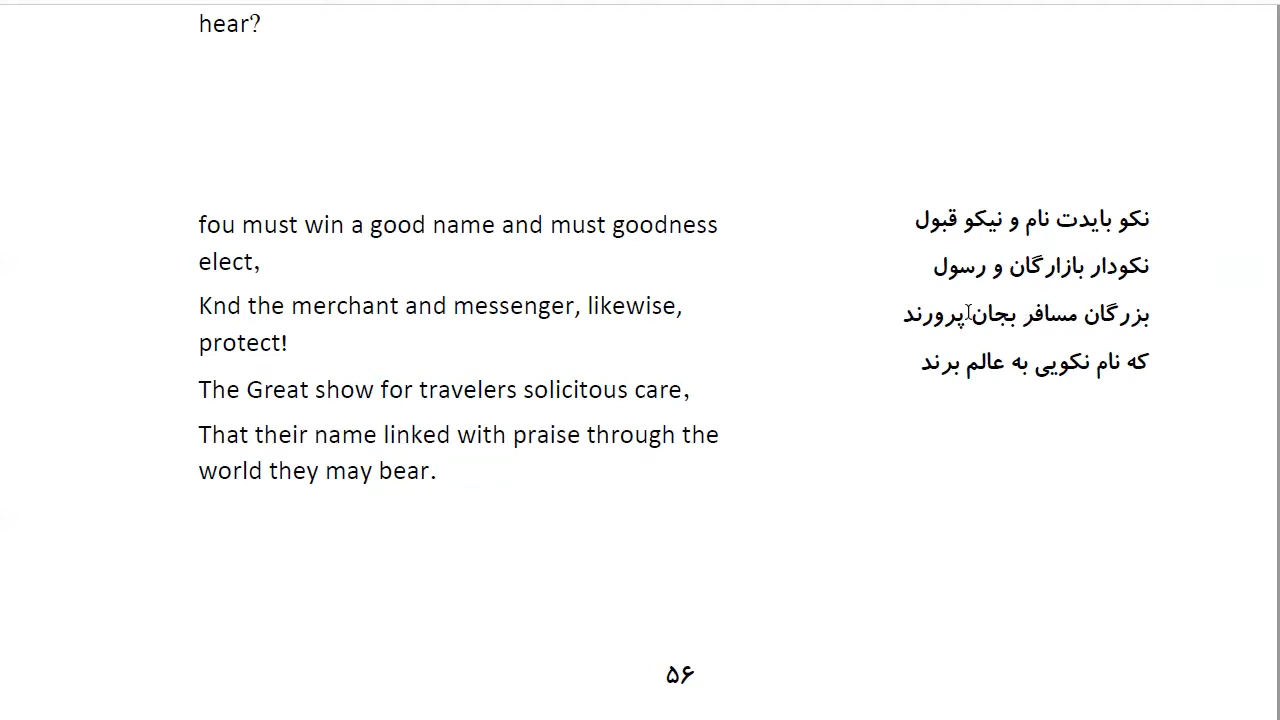 hear?
fou must win a good name and must goodness
elect,
Knd the merchant and messenger, likewise,
protect!
The Great show for travelers solicitous care,
That their name linked with praise through the
world they may bear.
نکو بایدت نام و نیکو قبول
نکودار بازارگان و رسول
بزرگان مسافر بجان پرورند
که نام نکویی به عالم برند
۵۶